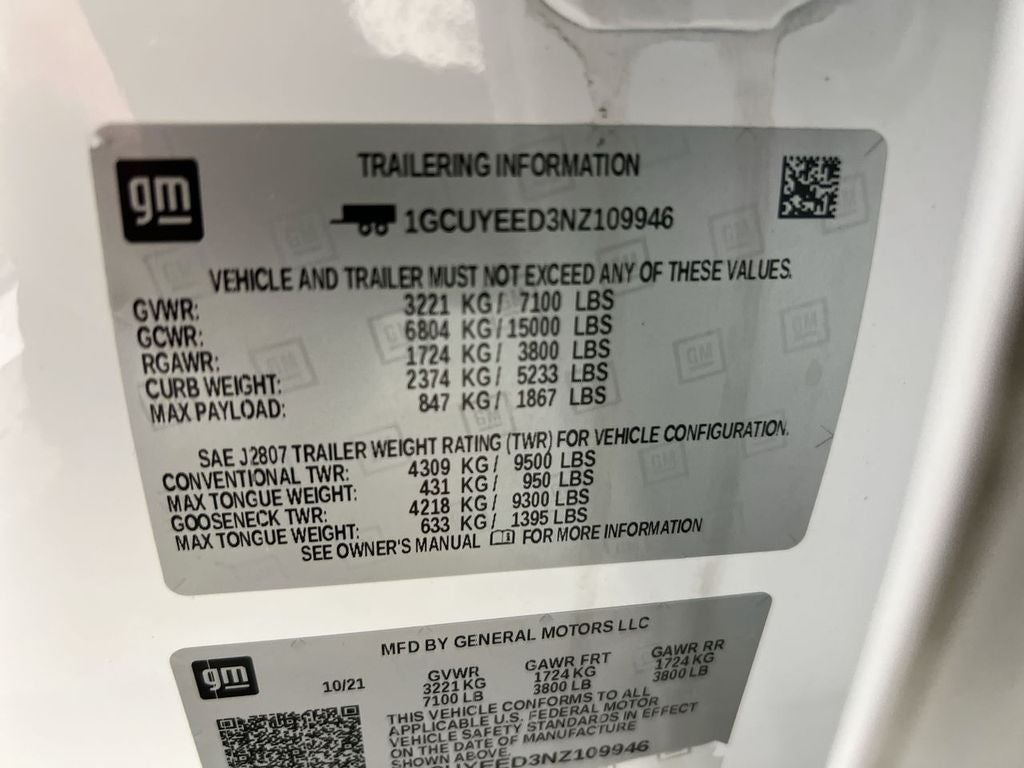 gm
TRAILERING INFORMATION
1GCUYEED3NZ109946
VEHICLE AND TRAILER MUST NOT EXCEED ANY OF THESE VALUES.
GVWR: 3221 KG/ 7100 LBS
GCWR: 6804 KG/ 15000 LBS
RGAWR: 1724 KG/ 3800 LBS
CURB WEIGHT: 2374 KG/ 5233 LBS
MAX PAYLOAD: 847 KG/ 1867 LBS
SAE J2807 TRAILER WEIGHT RATING (TWR) FOR VEHICLE CONFIGURATION.
CONVENTIONAL TWR: 4309 KG/ 9500 LBS
MAX TONGUE WEIGHT: 431 KG/ 950 LBS
GOOSENECK TWR: 4218 KG/ 9300 LBS
MAX TONGUE WEIGHT: 633 KG/ 1395 LBS
SEE OWNER'S MANUAL FOR MORE INFORMATION
gm
MFD BY GENERAL MOTORS LLC
10/21 GVWR GAWR FRT GAWR RR
3221 KG 1724 KG 1724 KG
7100 LB 3800 LB 3800 LB
THIS VEHICLE CONFORMS TO ALL
APPLICABLE U.S. FEDERAL MOTOR
VEHICLE SAFETY STANDARDS IN EFFECT
ON THE DATE OF MANUFACTURE
SHOWN ABOVE.
GCUYEED3NZ109946